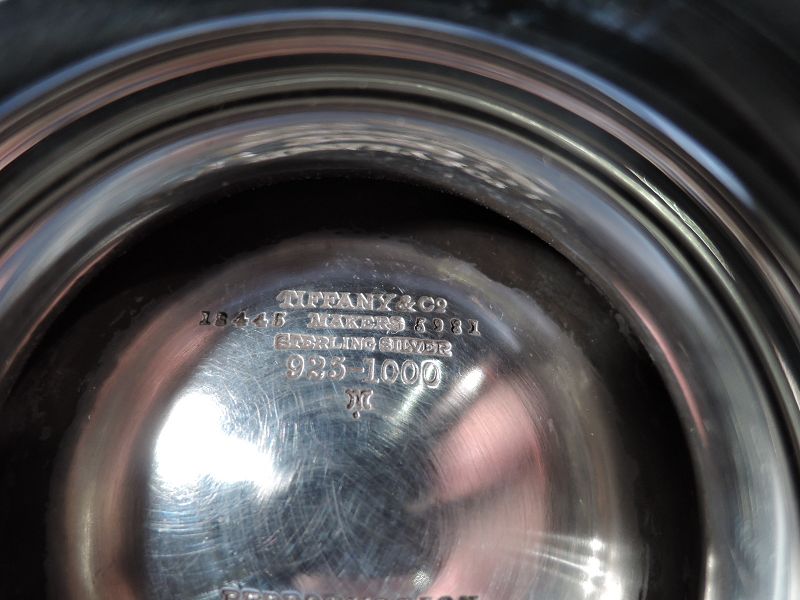 TIFFANY & Co
18445 MAKERS 5981
STERLING SILVER
925-1000
M